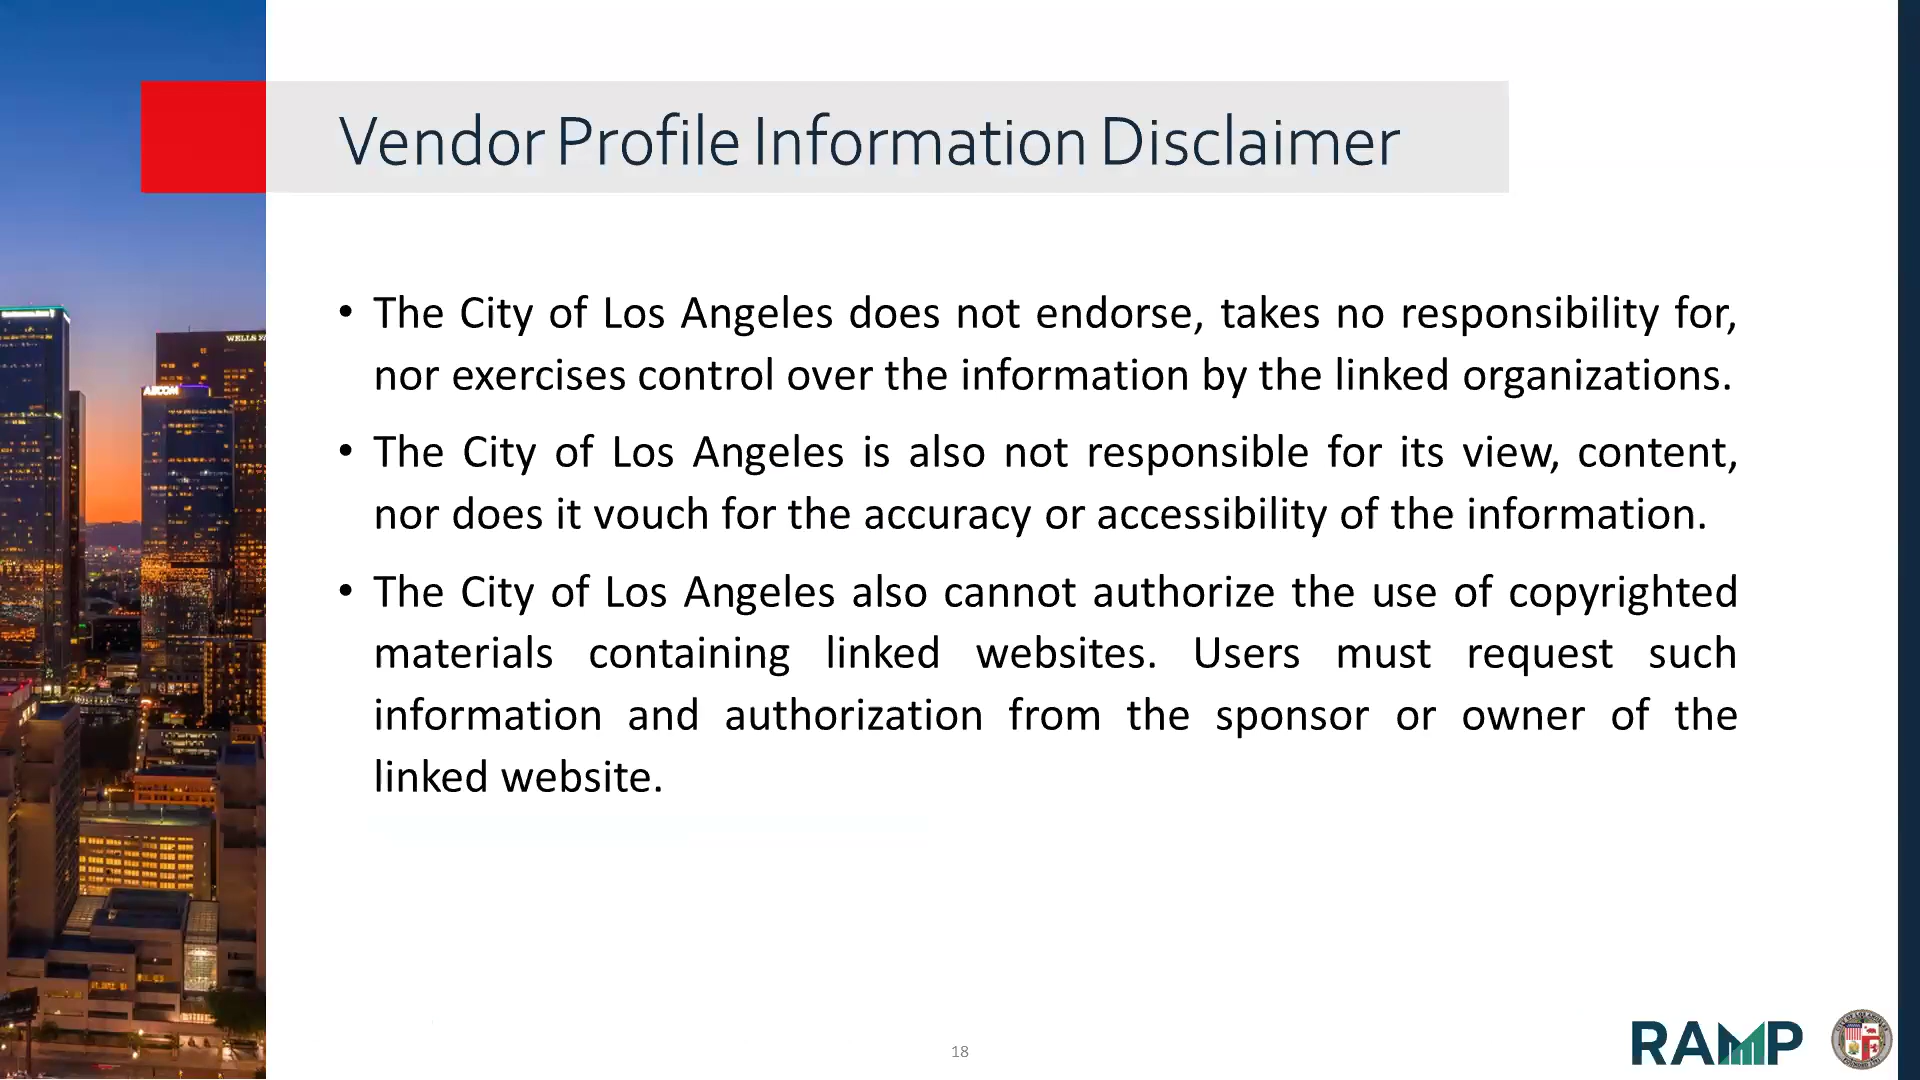 Vendor Profile Information Disclaimer
• The City of Los Angeles does not endorse, takes no responsibility for,
nor exercises control over the information by the linked organizations.
• The City of Los Angeles is also not responsible for its view, content,
nor does it vouch for the accuracy or accessibility of the information.
• The City of Los Angeles also cannot authorize the use of copyrighted
materials containing linked websites. Users must request such
information and authorization from the sponsor or owner of the
linked website.
WELLS FA
AECOM
18
RAMP